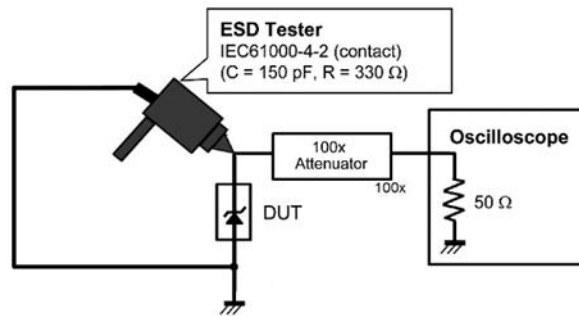 ESD Tester
IEC61000-4-2 (contact)
(C = 150 pF, R = 330 Ω)
100x
Attenuator
100x
Oscilloscope
50 Ω
DUT